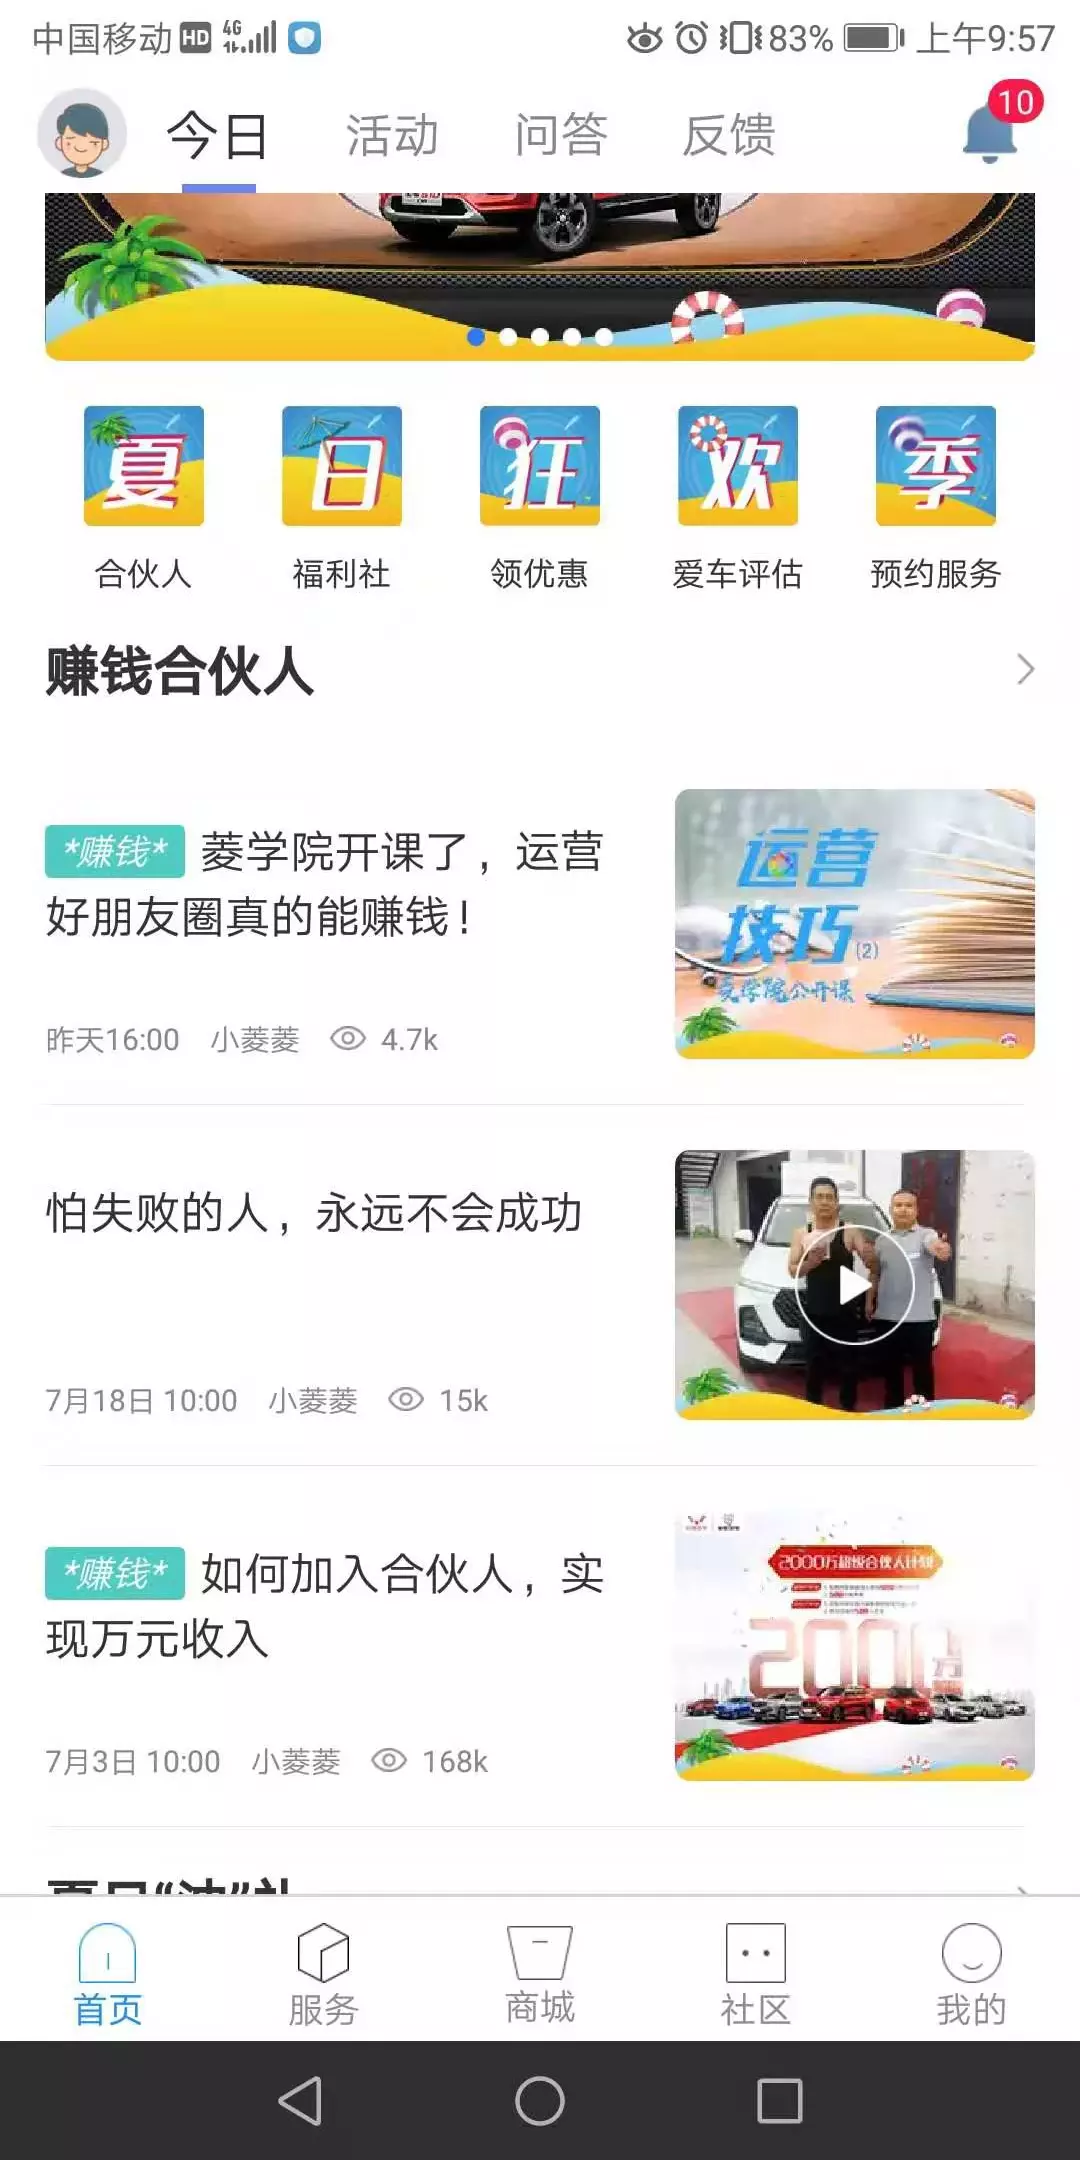 中国移动 HD 4G 83% 上午9:57
今日 活动 问答 反馈 10
夏 日 狂 欢 季
合伙人 福利社 领优惠 爱车评估 预约服务
赚钱合伙人
*赚钱* 菱学院开课了，运营
好朋友圈真的能赚钱！
昨天16:00 小菱菱 4.7k
运营
技巧(2)
菱学院公开课
怕失败的人，永远不会成功
7月18日 10:00 小菱菱 15k
*赚钱* 如何加入合伙人，实
现万元收入
7月3日 10:00 小菱菱 168k
2000万超级合伙人计划
2000万
首页 服务 商城 社区 我的